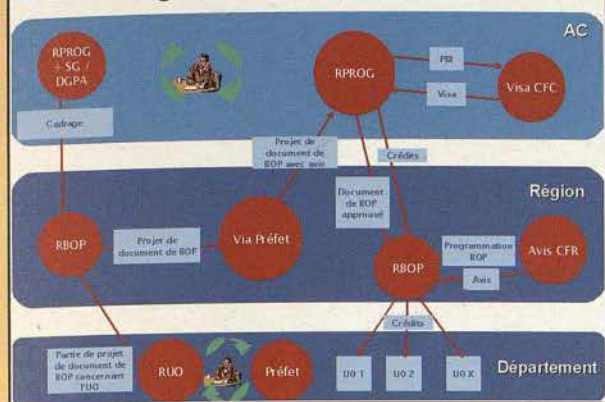 AC
RPROG
+ SG /
DGPA
RPROG
PBI
Visa
Visa CFC
Cadrage
Projet de
document de
BOP avec avis
Crédits
Région
Document
de BOP
approuvé
RBOP
Projet de
document de BOP
Via Préfet
RBOP
Programmation
BOP
Avis
Avis CFR
Crédits
Partie de projet
de document de
BOP concernant
l'UO
RUO
Préfet
UO 1
UO 2
UO X
Département